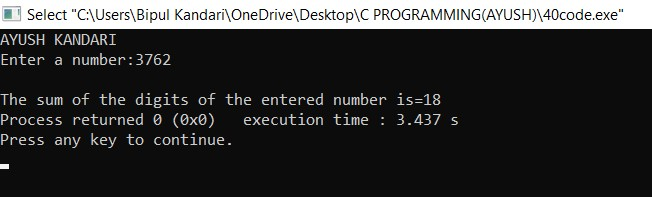 Select "C:\Users\Bipul Kandari\OneDrive\Desktop\C PROGRAMMING(AYUSH)\40code.exe"
AYUSH KANDARI
Enter a number:3762
The sum of the digits of the entered number is=18
Process returned 0 (0x0)   execution time : 3.437 s
Press any key to continue.